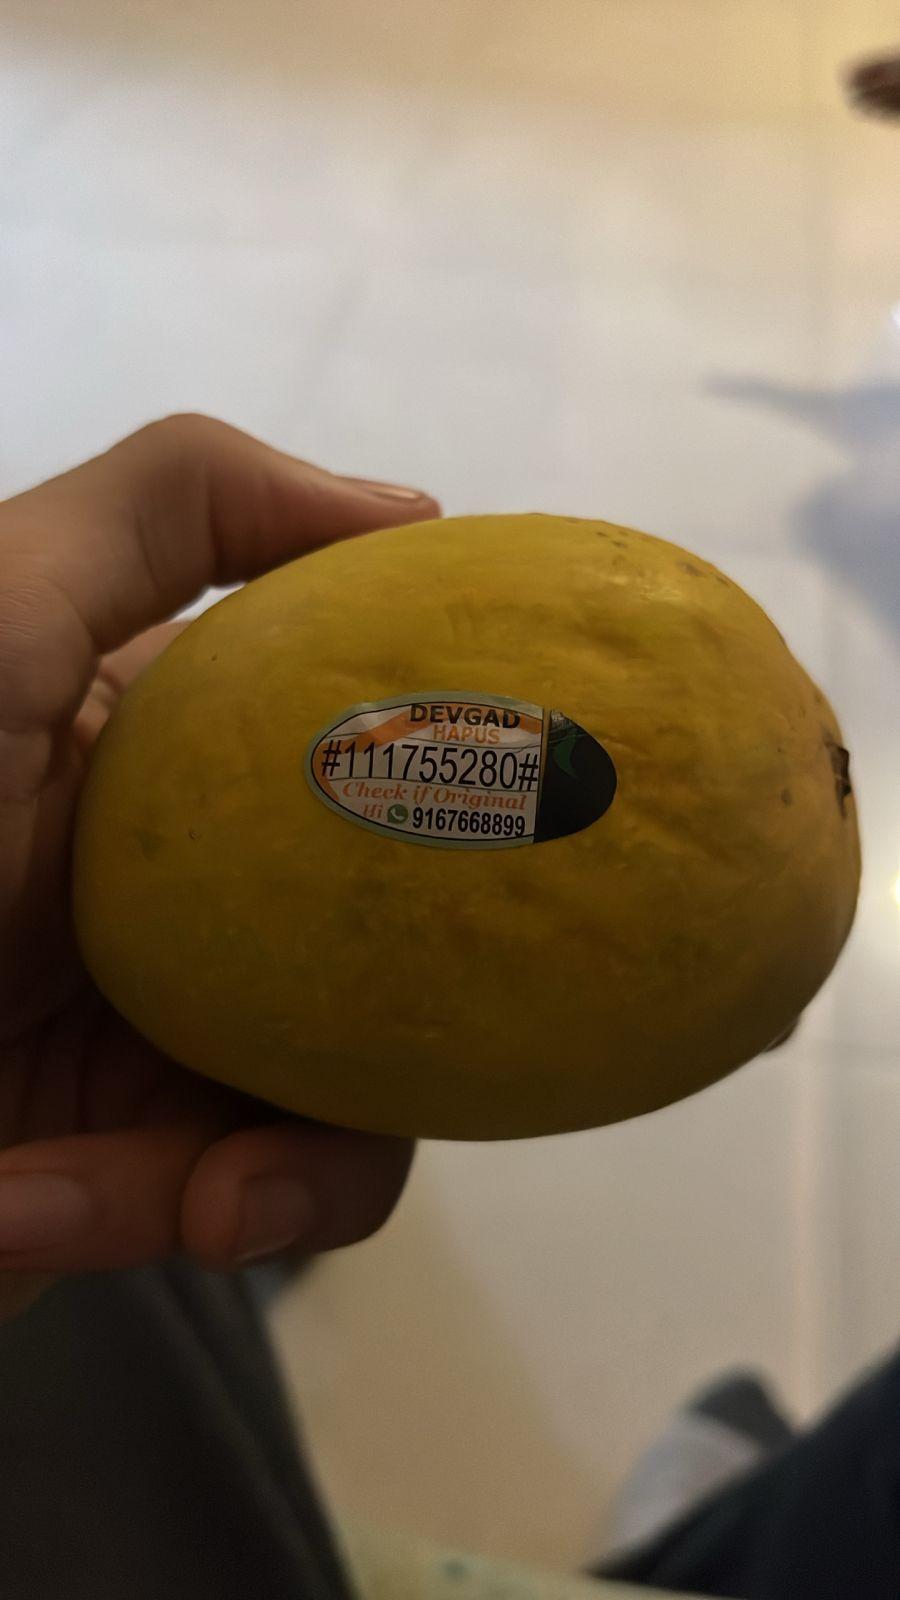 DEVGAD
HAPUS
#111755280#
Check if Original
Hi 9167668899